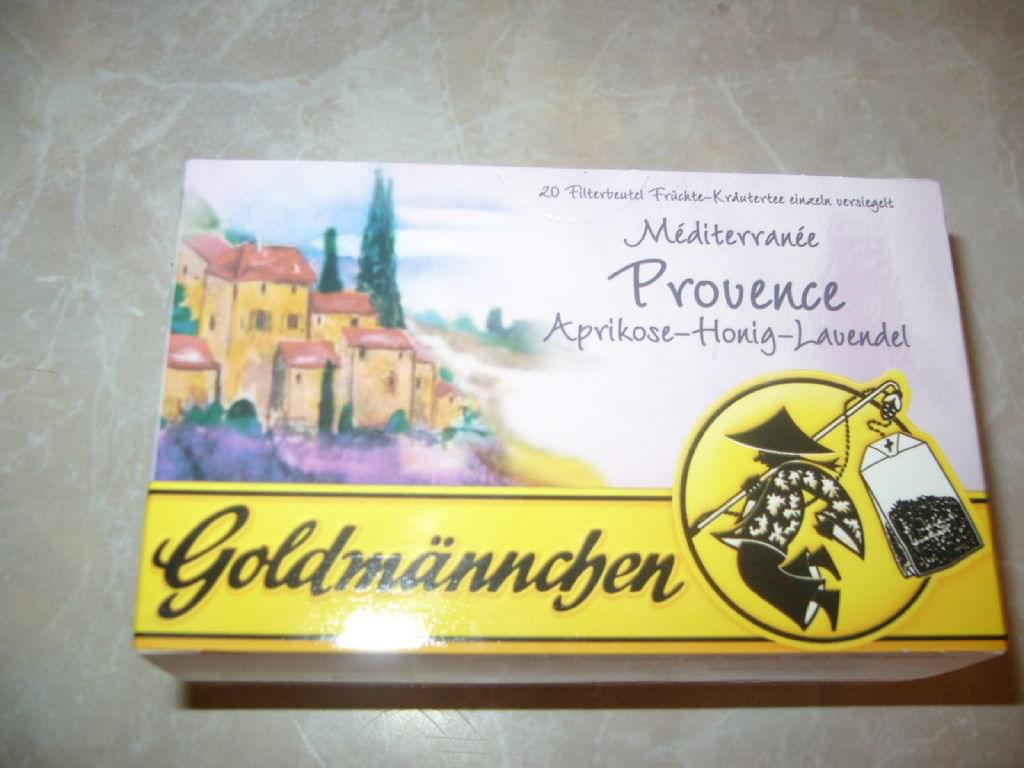 20 Filterbeutel Früchte-Kräutertee einzeln versiegelt
Méditerranée
Provence
Aprikose-Honig-Lavendel
Goldmännchen